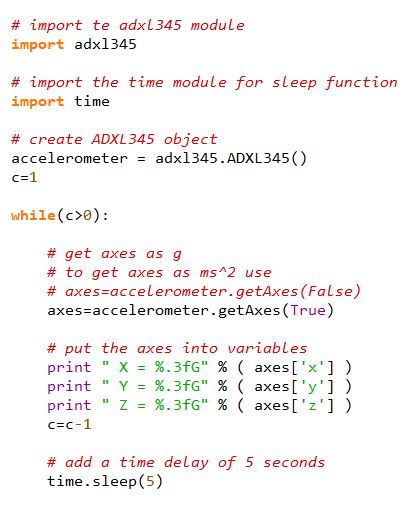 # import te adxl345 module
import adxl345
# import the time module for sleep function
import time
# create ADXL345 object
accelerometer = adxl345.ADXL345()
c=1
while(c>0):
# get axes as g
# to get axes as ms^2 use
# axes=accelerometer.getAxes(False)
axes=accelerometer.getAxes(True)
# put the axes into variables
print " X = %.3fG" % ( axes['x'] )
print " Y = %.3fG" % ( axes['y'] )
print " Z = %.3fG" % ( axes['z'] )
c=c-1
# add a time delay of 5 seconds
time.sleep(5)